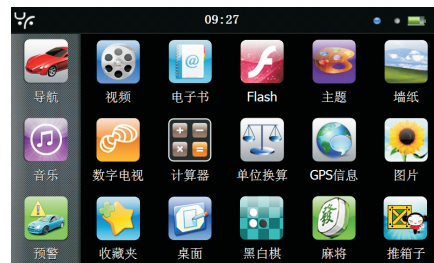 09:27
导航 视频 电子书 Flash 主题 墙纸
音乐 数字电视 计算器 单位换算 GPS信息 图片
發
预警 收藏夹 桌面 黑白棋 麻将 推箱子